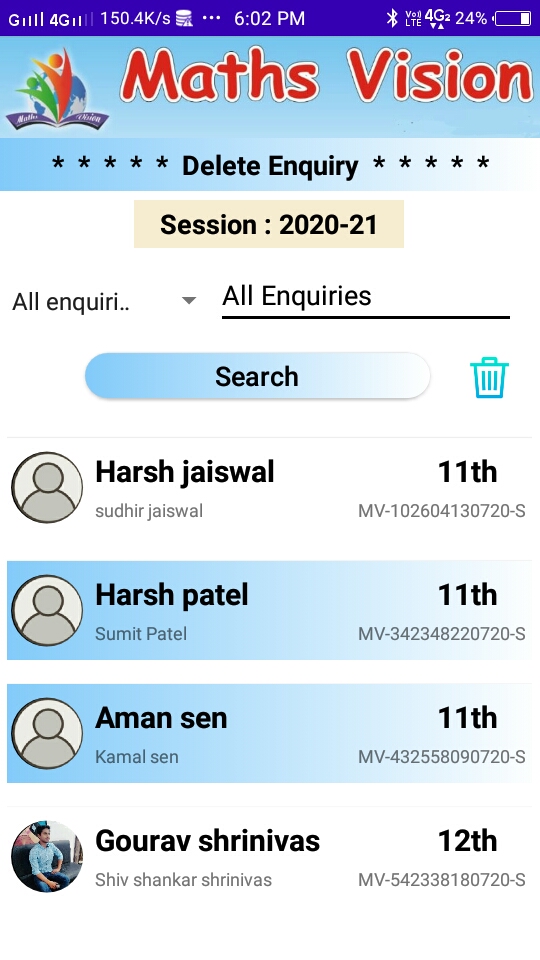 4G 150.4K/s ... 6:02 PM VoD LTE 4G 24%
Maths Vision
Maths Vision
* * * * * Delete Enquiry * * * * *
Session : 2020-21
All enquiri.. All Enquiries
Search
Harsh jaiswal 11th
sudhir jaiswal MV-102604130720-S
Harsh patel 11th
Sumit Patel MV-342348220720-S
Aman sen 11th
Kamal sen MV-432558090720-S
Gourav shrinivas 12th
Shiv shankar shrinivas MV-542338180720-S